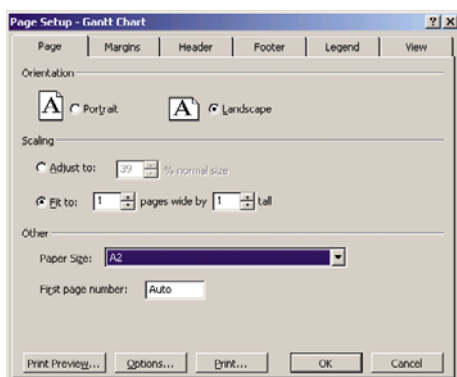 Page Setup - Gantt Chart
Page Margins Header Footer Legend View
Orientation
A Portrait A Landscape
Scaling
Adjust to: 39 % normal size
Fit to: 1 pages wide by 1 tall
Other
Paper Size: A2
First page number: Auto
Print Preview... Options... Print... OK Cancel